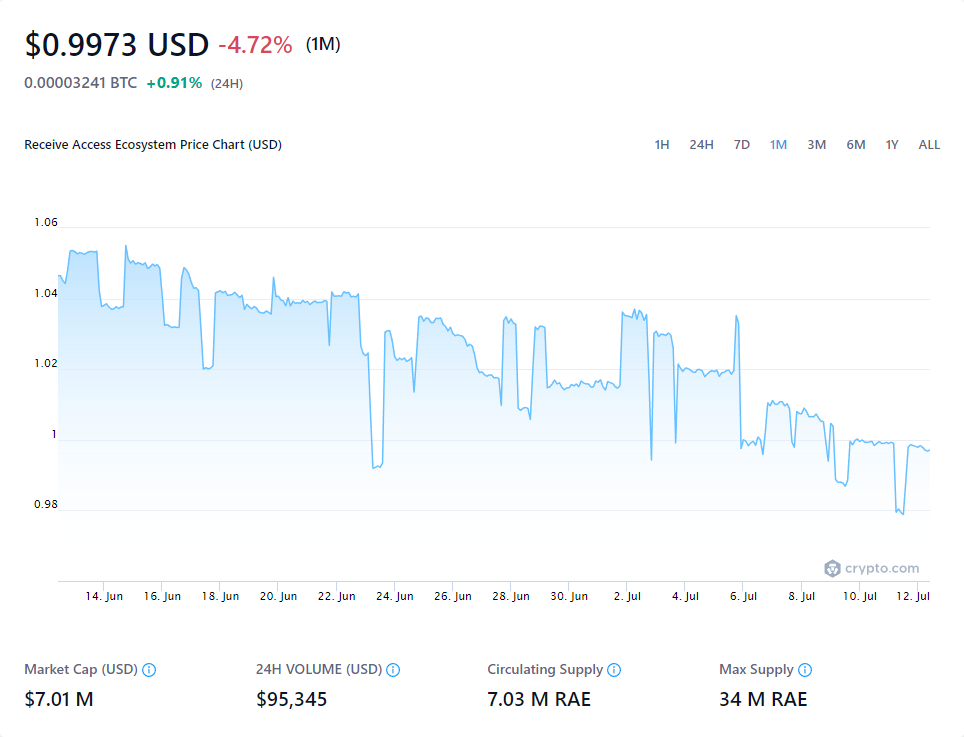 $0.9973 USD -4.72% (1M)
0.00003241 BTC +0.91% (24H)
Receive Access Ecosystem Price Chart (USD) 1H 24H 7D 1M 3M 6M 1Y ALL
1.06
1.04
1.02
1
0.98
crypto.com
14. Jun 16. Jun 18. Jun 20. Jun 22. Jun 24. Jun 26. Jun 28. Jun 30. Jun 2. Jul 4. Jul 6. Jul 8. Jul 10. Jul 12. Jul
Market Cap (USD) 24H VOLUME (USD) Circulating Supply Max Supply
$7.01 M $95,345 7.03 M RAE 34 M RAE